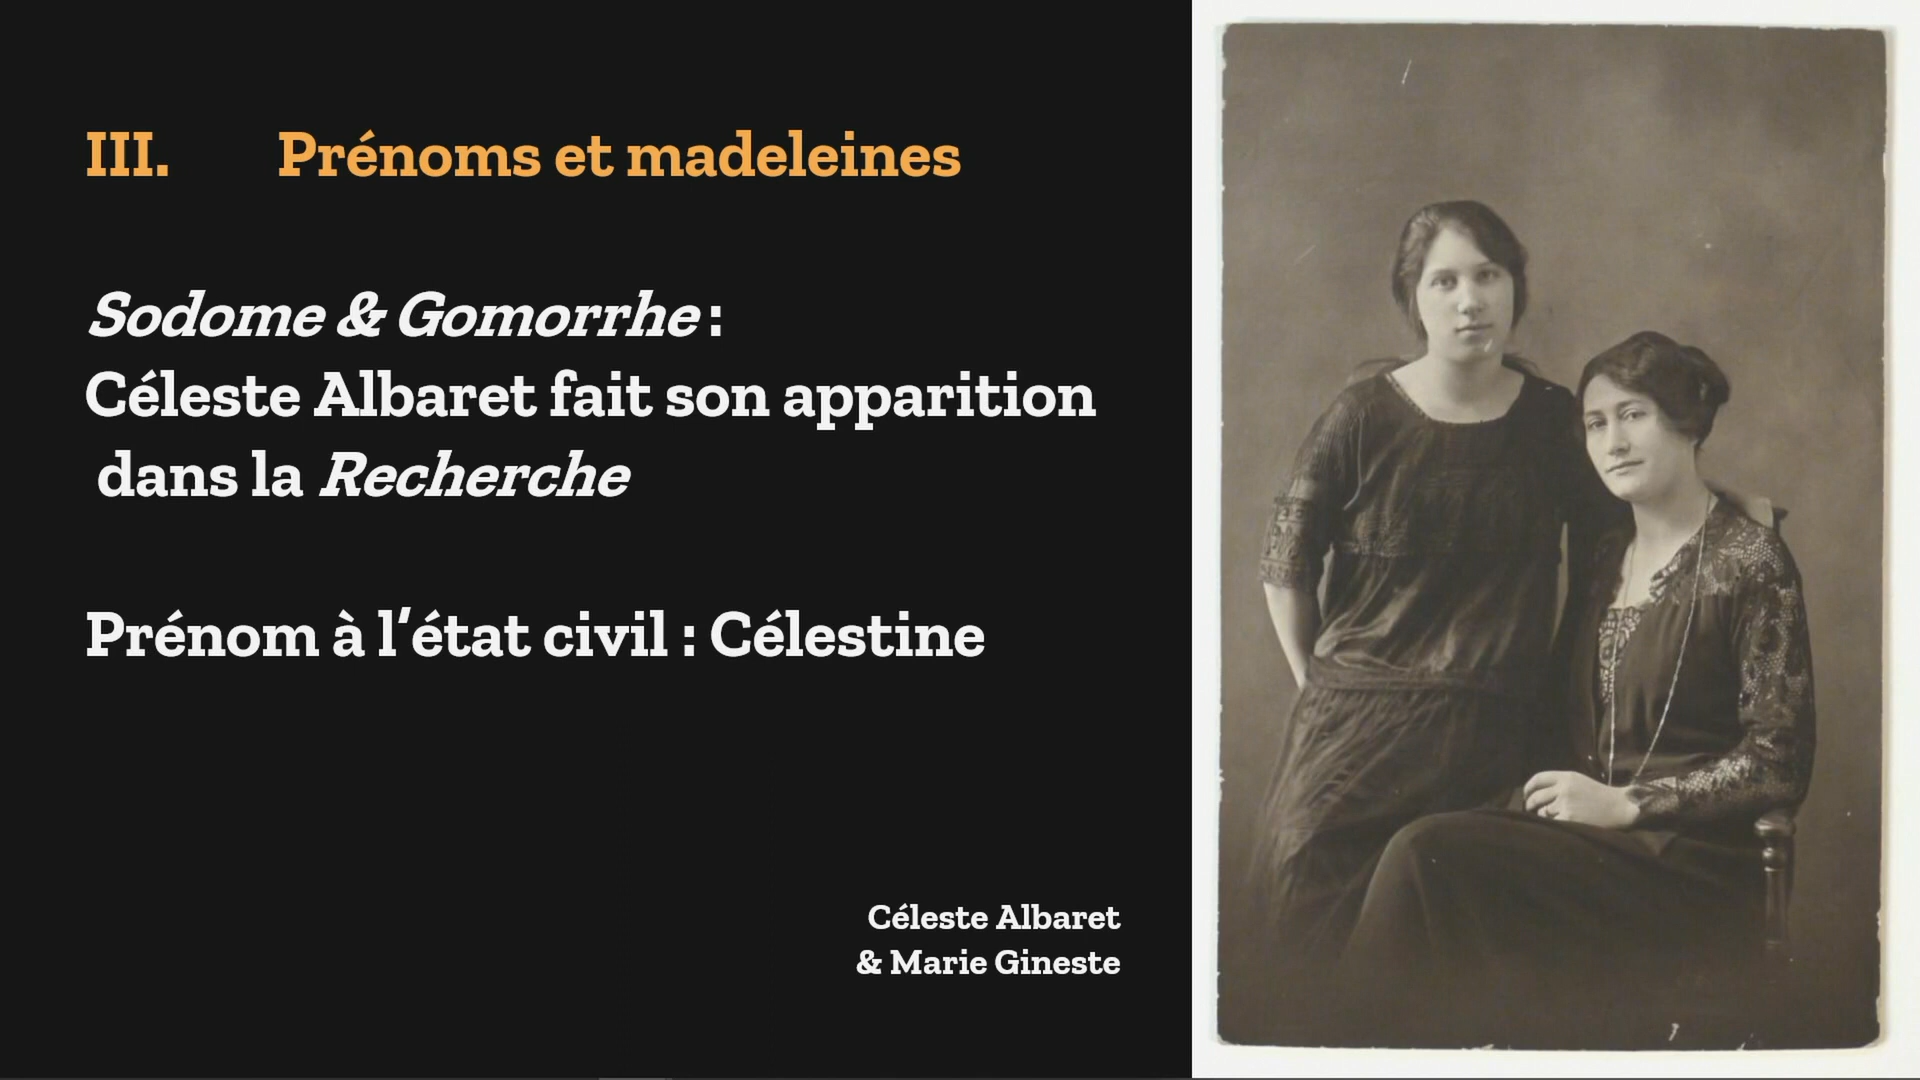 III. Prénoms et madeleines
Sodome & Gomorrhe :
Céleste Albaret fait son apparition
dans la Recherche
Prénom à l’état civil : Célestine
Céleste Albaret
& Marie Gineste